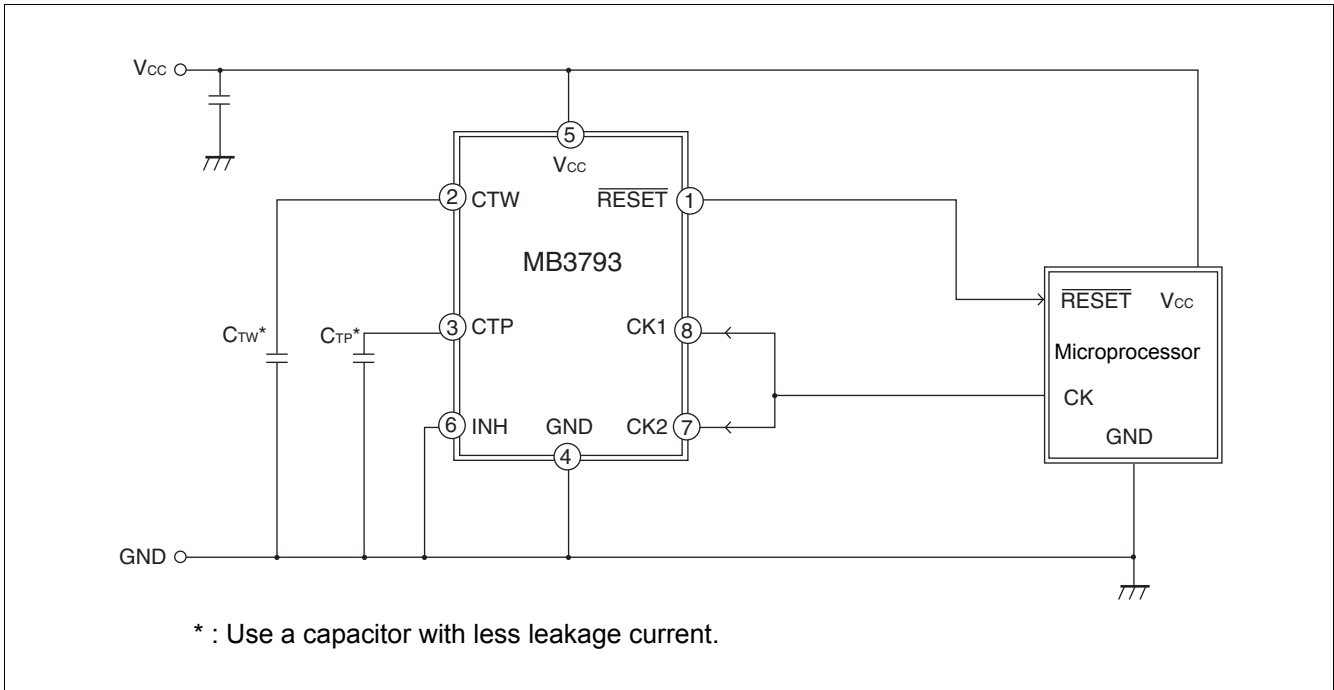 Vcc
5
Vcc
2 CTW
RESET 1
MB3793
RESET Vcc
CTW* CTP*
3 CTP
CK1 8
Microprocessor
CK
6 INH GND CK2 7
GND
4
GND
* : Use a capacitor with less leakage current.